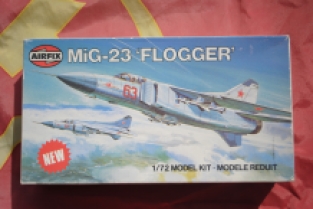 AIRFIX
MiG-23 'FLOGGER'
63
NEW
1/72 MODEL KIT - MODELE REDUIT